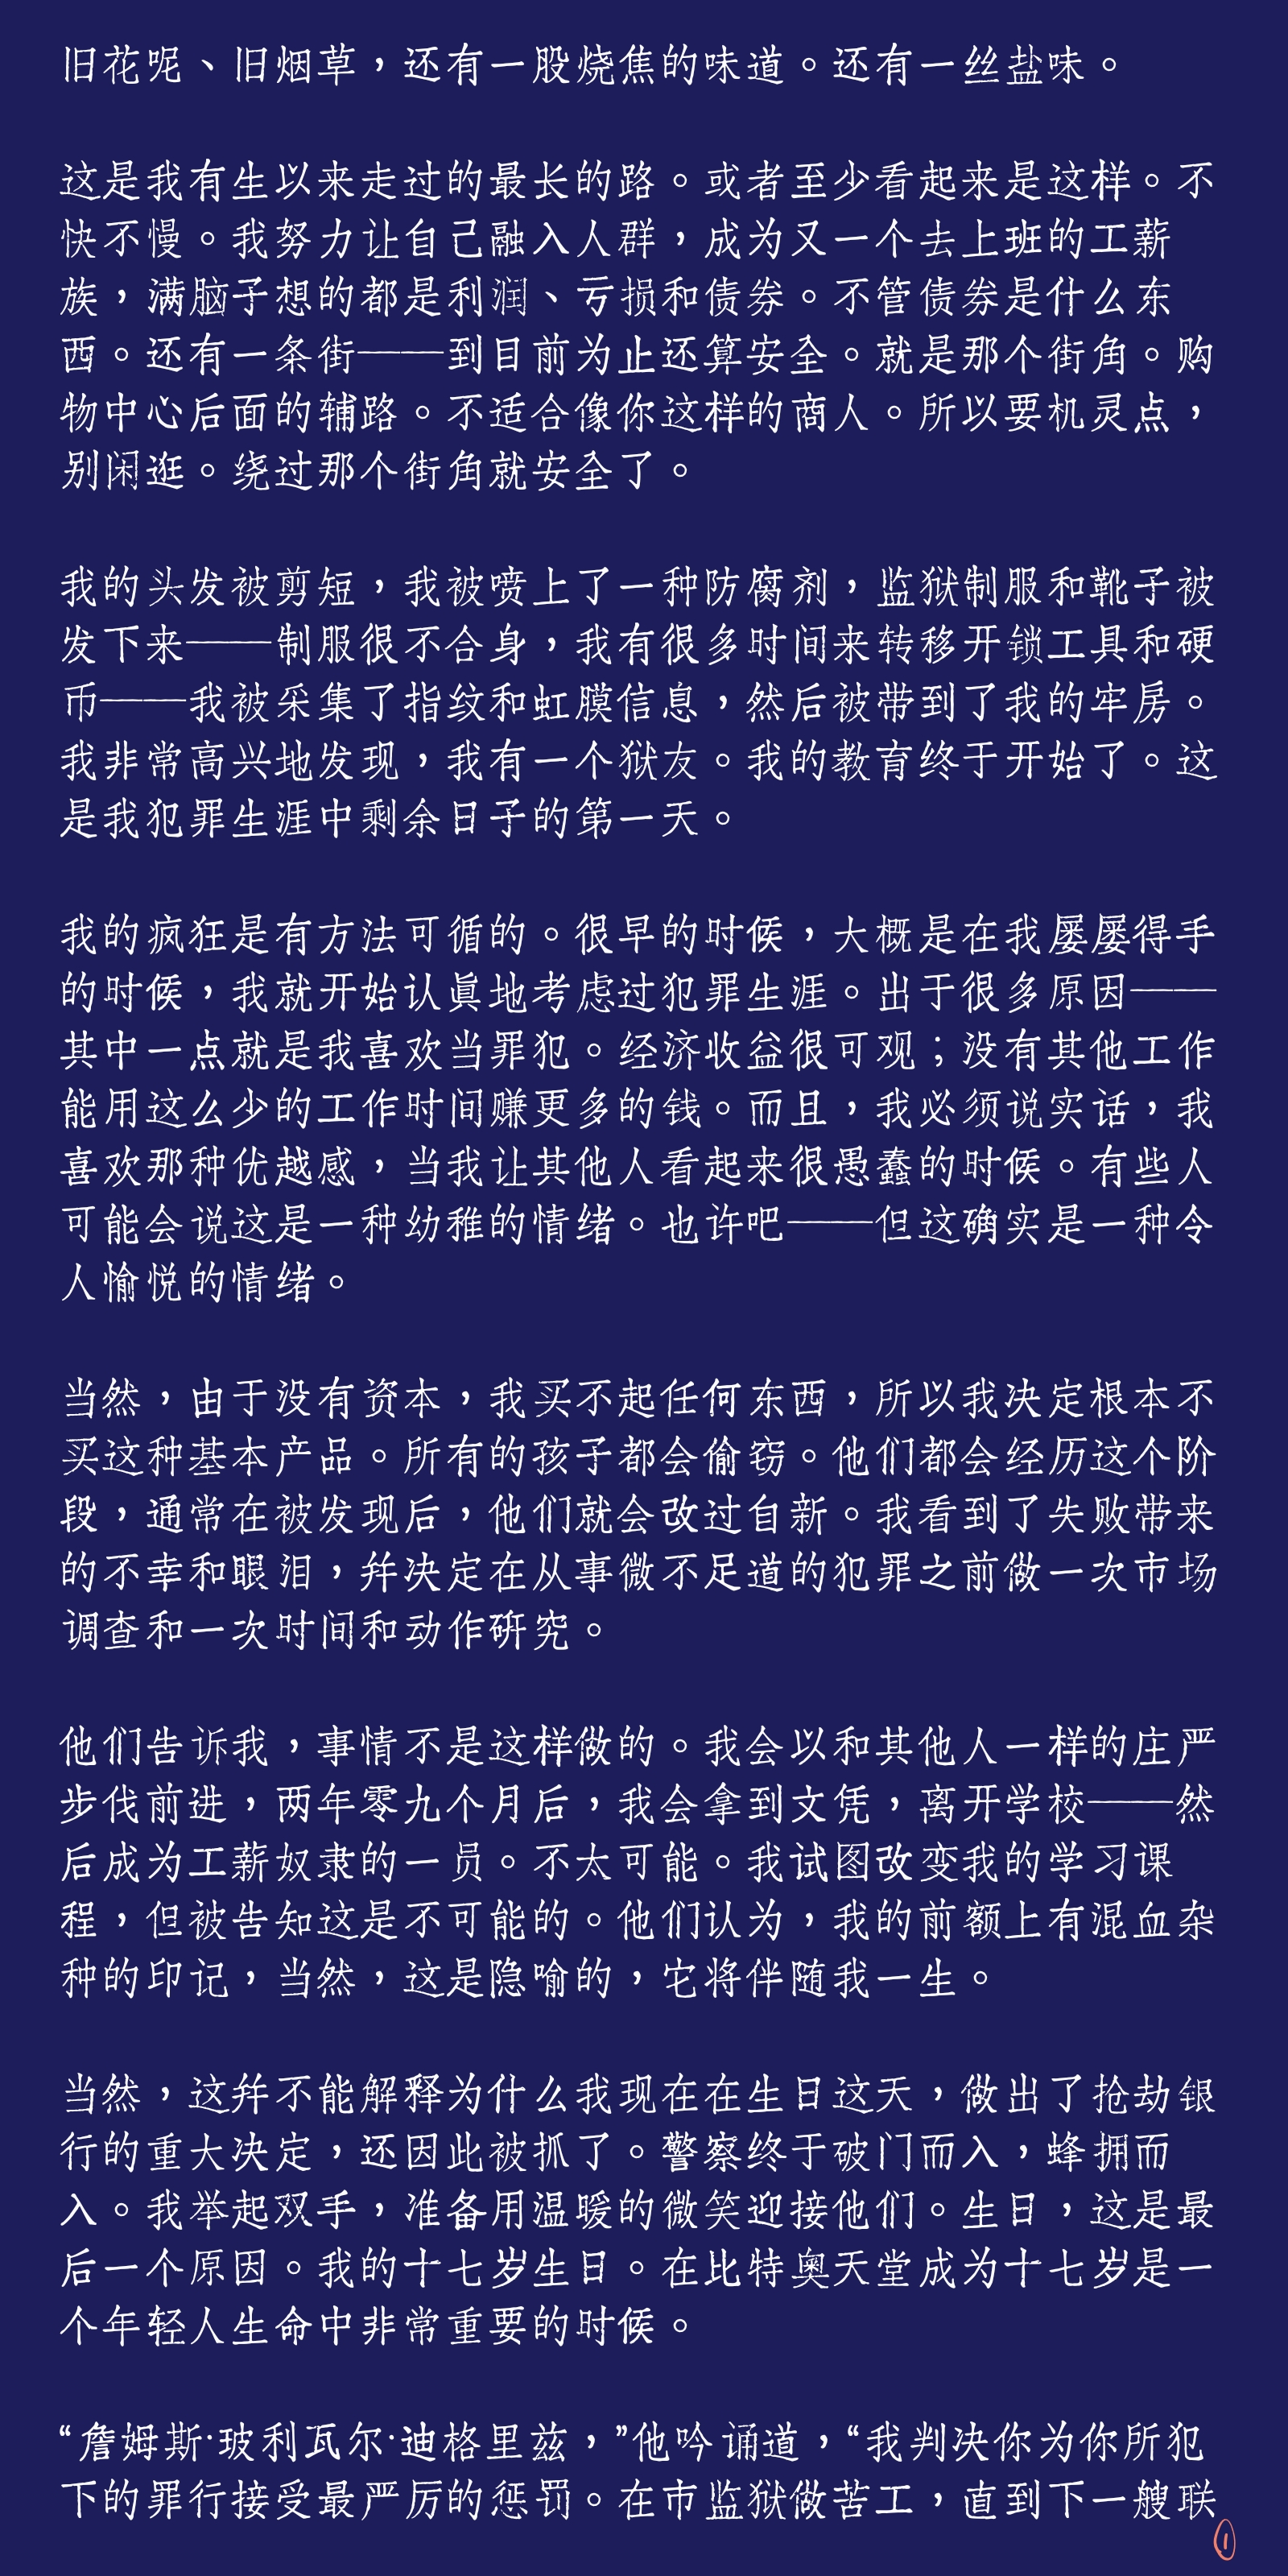 旧花呢、旧烟草，还有一股烧焦的味道。还有一丝盐味。
这是我有生以来走过的最长的路。或者至少看起来是这样。不
快不慢。我努力让自己融入人群，成为又一个去上班的工薪
族，满脑子想的都是利润、亏损和债券。不管债券是什么东
西。还有一条街——到目前为止还算安全。就是那个街角。购
物中心后面的辅路。不适合像你这样的商人。所以要机灵点，
别闲逛。绕过那个街角就安全了。
我的头发被剪短，我被喷上了一种防腐剂，监狱制服和靴子被
发下来——制服很不合身，我有很多时间来转移开锁工具和硬
币——我被采集了指纹和虹膜信息，然后被带到了我的牢房。
我非常高兴地发现，我有一个狱友。我的教育终于开始了。这
是我犯罪生涯中剩余日子的第一天。
我的疯狂是有方法可循的。很早的时候，大概是在我屡屡得手
的时候，我就开始认真地考虑过犯罪生涯。出于很多原因——
其中一点就是我喜欢当罪犯。经济收益很可观；没有其他工作
能用这么少的工作时间赚更多的钱。而且，我必须说实话，我
喜欢那种优越感，当我让其他人看起来很愚蠢的时候。有些人
可能会说这是一种幼稚的情绪。也许吧——但这确实是一种令
人愉悦的情绪。
当然，由于没有资本，我买不起任何东西，所以我决定根本不
买这种基本产品。所有的孩子都会偷窃。他们都会经历这个阶
段，通常在被发现后，他们就会改过自新。我看到了失败带来
的不幸和眼泪，并决定在从事微不足道的犯罪之前做一次市场
调查和一次时间和动作研究。
他们告诉我，事情不是这样做的。我会以和其他人一样的庄严
步伐前进，两年零九个月后，我会拿到文凭，离开学校——然
后成为工薪奴隶的一员。不太可能。我试图改变我的学习课
程，但被告知这是不可能的。他们认为，我的前额上有混血杂
种的印记，当然，这是隐喻的，它将伴随我一生。
当然，这并不能解释为什么我现在在生日这天，做出了抢劫银
行的重大决定，还因此被抓了。警察终于破门而入，蜂拥而
入。我举起双手，准备用温暖的微笑迎接他们。生日，这是最
后一个原因。我的十七岁生日。在比特奥天堂成为十七岁是一
个年轻人生命中非常重要的时候。
“詹姆斯·玻利瓦尔·迪格里兹，”他吟诵道，“我判决你为你所犯
下的罪行接受最严厉的惩罚。在市监狱做苦工，直到下一艘联
1